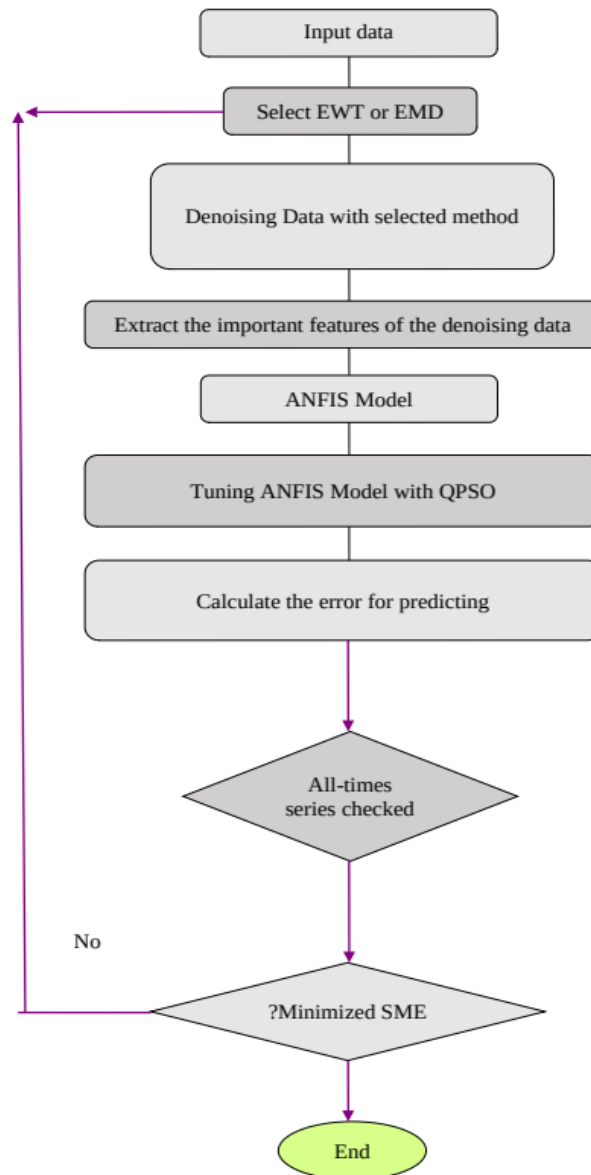 Input data
Select EWT or EMD
Denoising Data with selected method
Extract the important features of the denoising data
ANFIS Model
Tuning ANFIS Model with QPSO
Calculate the error for predicting
All-times
series checked
No
?Minimized SME
End